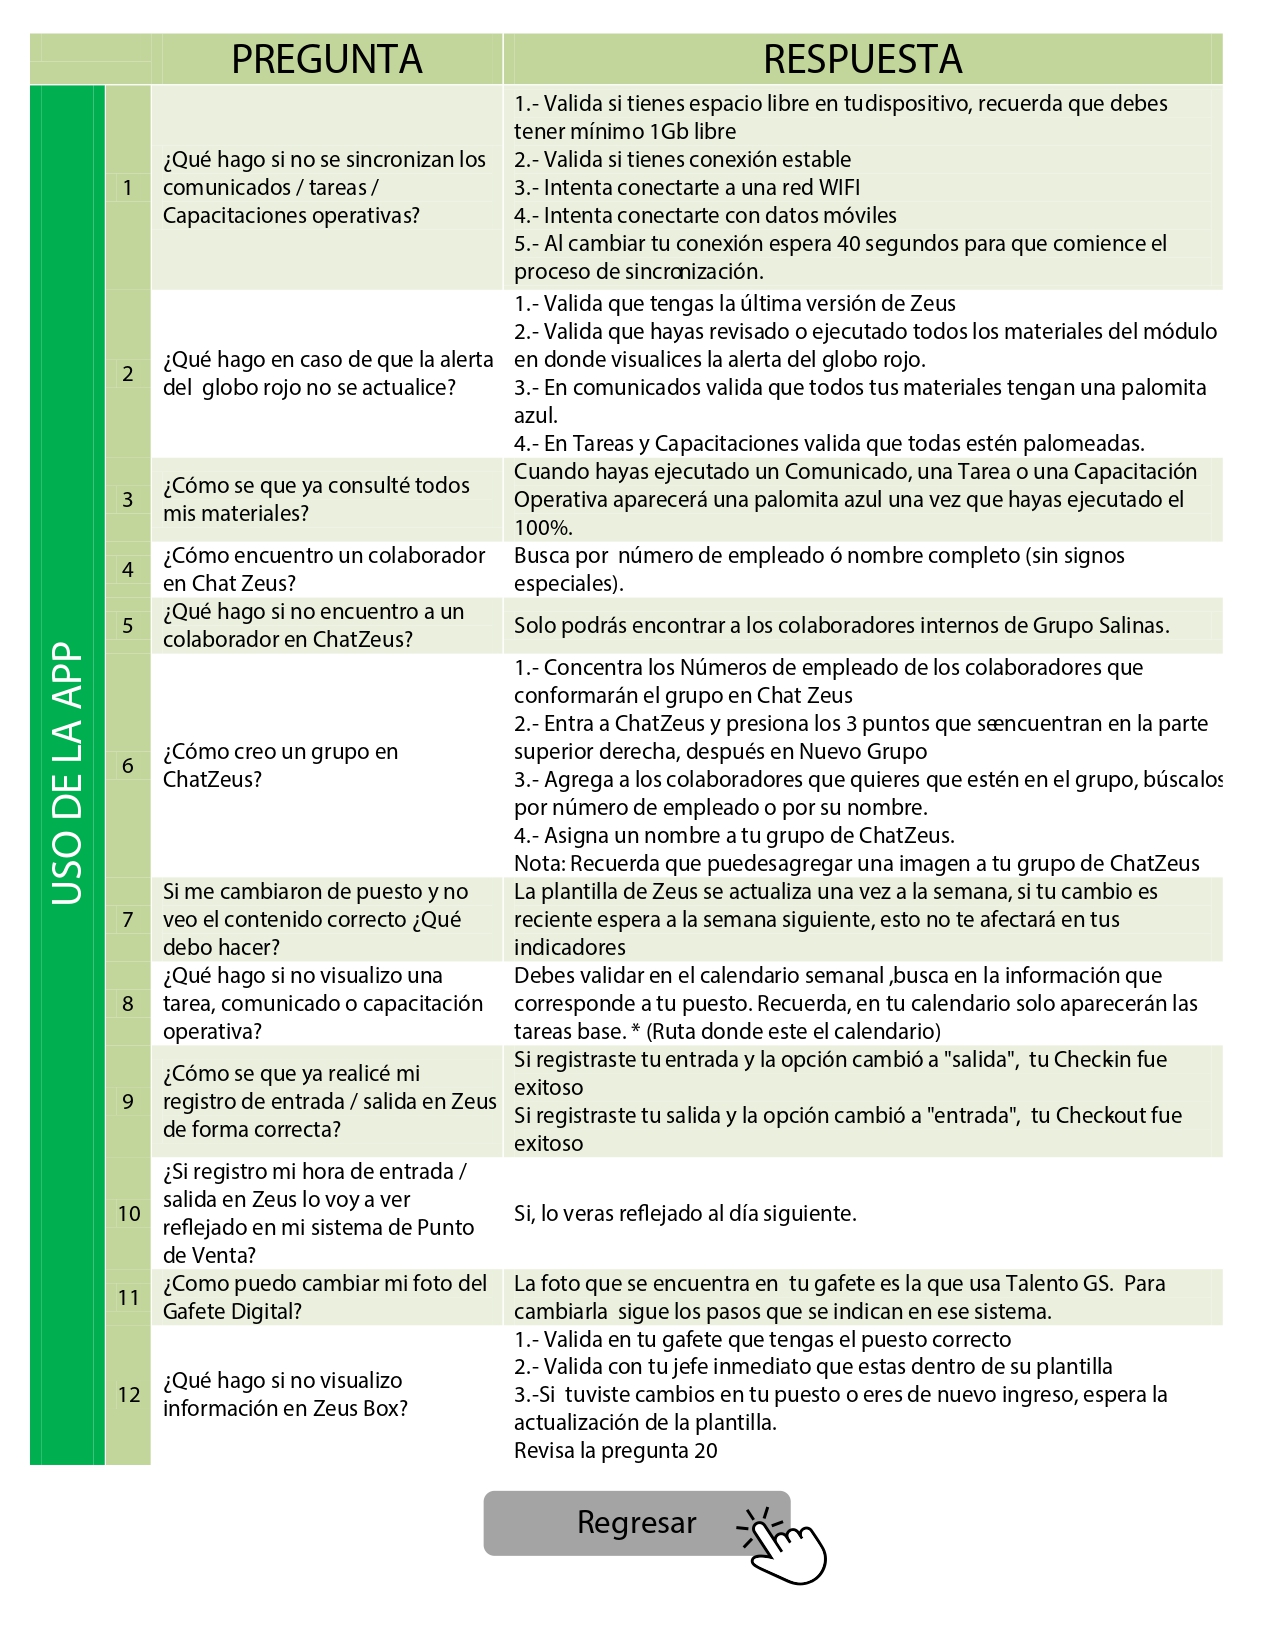 PREGUNTA
RESPUESTA
USO DE LA APP
1
¿Qué hago si no se sincronizan los
comunicados / tareas /
Capacitaciones operativas?
1.- Valida si tienes espacio libre en tudispositivo, recuerda que debes
tener mínimo 1Gb libre
2.- Valida si tienes conexión estable
3.- Intenta conectarte a una red WIFI
4.- Intenta conectarte con datos móviles
5.- Al cambiar tu conexión espera 40 segundos para que comience el
proceso de sincronización.
2
¿Qué hago en caso de que la alerta
del globo rojo no se actualice?
1.- Valida que tengas la última versión de Zeus
2.- Valida que hayas revisado o ejecutado todos los materiales del módulo
en donde visualices la alerta del globo rojo.
3.- En comunicados valida que todos tus materiales tengan una palomita
azul.
4.- En Tareas y Capacitaciones valida que todas estén palomeadas.
3
¿Cómo se que ya consulté todos
mis materiales?
Cuando hayas ejecutado un Comunicado, una Tarea o una Capacitación
Operativa aparecerá una palomita azul una vez que hayas ejecutado el
100%.
4
¿Cómo encuentro un colaborador
en Chat Zeus?
Busca por número de empleado ó nombre completo (sin signos
especiales).
5
¿Qué hago si no encuentro a un
colaborador en ChatZeus?
Solo podrás encontrar a los colaboradores internos de Grupo Salinas.
6
¿Cómo creo un grupo en
ChatZeus?
1.- Concentra los Números de empleado de los colaboradores que
conformarán el grupo en Chat Zeus
2.- Entra a ChatZeus y presiona los 3 puntos que seencuentran en la parte
superior derecha, después en Nuevo Grupo
3.- Agrega a los colaboradores que quieres que estén en el grupo, búscalos
por número de empleado o por su nombre.
4.- Asigna un nombre a tu grupo de ChatZeus.
Nota: Recuerda que puedesagregar una imagen a tu grupo de ChatZeus
7
Si me cambiaron de puesto y no
veo el contenido correcto ¿Qué
debo hacer?
La plantilla de Zeus se actualiza una vez a la semana, si tu cambio es
reciente espera a la semana siguiente, esto no te afectará en tus
indicadores
8
¿Qué hago si no visualizo una
tarea, comunicado o capacitación
operativa?
Debes validar en el calendario semanal ,busca en la información que
corresponde a tu puesto. Recuerda, en tu calendario solo aparecerán las
tareas base. * (Ruta donde este el calendario)
9
¿Cómo se que ya realicé mi
registro de entrada / salida en Zeus
de forma correcta?
Si registraste tu entrada y la opción cambió a "salida", tu Check-in fue
exitoso
Si registraste tu salida y la opción cambió a "entrada", tu Check-out fue
exitoso
10
¿Si registro mi hora de entrada /
salida en Zeus lo voy a ver
reflejado en mi sistema de Punto
de Venta?
Si, lo veras reflejado al día siguiente.
11
¿Como puedo cambiar mi foto del
Gafete Digital?
La foto que se encuentra en tu gafete es la que usa Talento GS. Para
cambiarla sigue los pasos que se indican en ese sistema.
12
¿Qué hago si no visualizo
información en Zeus Box?
1.- Valida en tu gafete que tengas el puesto correcto
2.- Valida con tu jefe inmediato que estas dentro de su plantilla
3.-Si tuviste cambios en tu puesto o eres de nuevo ingreso, espera la
actualización de la plantilla.
Revisa la pregunta 20
Regresar